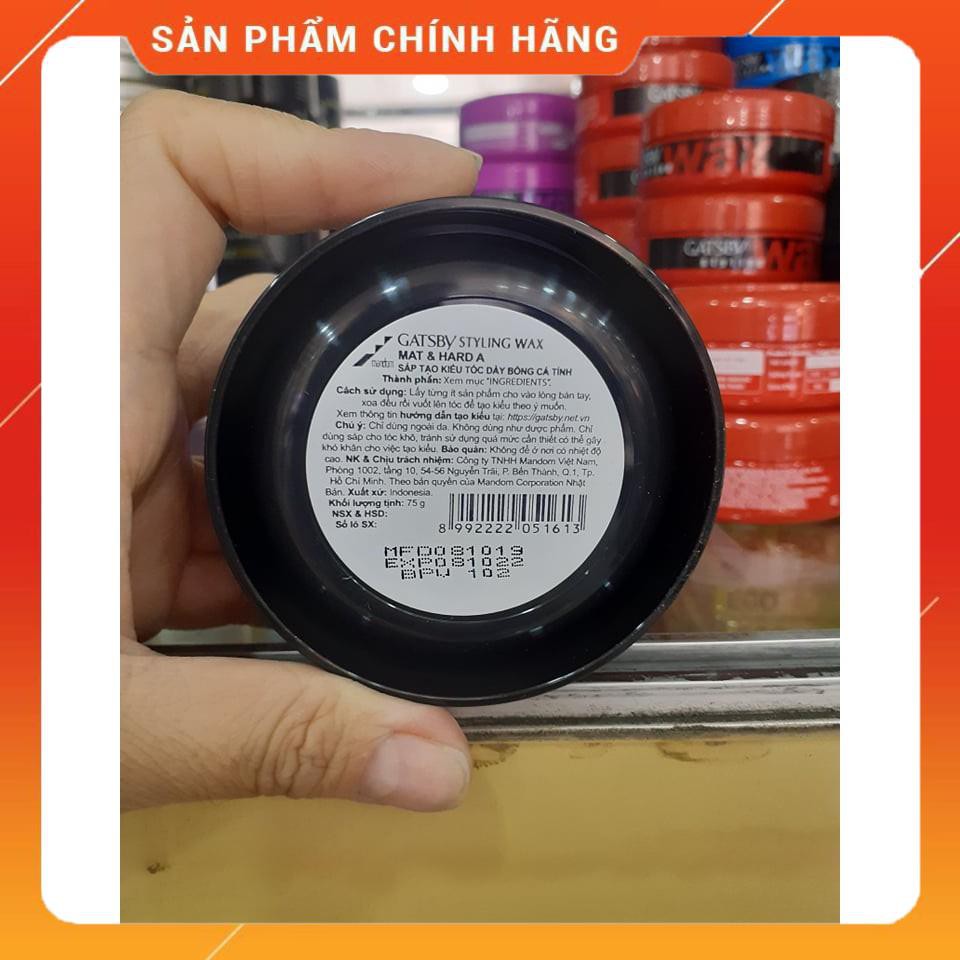 SẢN PHẨM CHÍNH HÃNG
GATSBY STYLING WAX
MAT & HARD A
SÁP TẠO KIỂU TÓC DÀY BỒNG CÁ TÍNH
Thành phần: Xem mục "INGREDIENTS".
Cách sử dụng: Lấy từng ít sản phẩm cho vào lòng bàn tay,
xoa đều rồi vuốt lên tóc để tạo kiểu theo ý muốn.
Xem thông tin hướng dẫn tạo kiểu tại: https://gatsby.net.vn
Chú ý: Chỉ dùng ngoài da. Không dùng như dược phẩm. Chỉ
dùng sáp cho tóc khô, tránh sử dụng quá mức cần thiết có thể gây
khó khăn cho việc tạo kiểu. Bảo quản: Không để ở nơi có nhiệt độ
cao. NK & Chịu trách nhiệm: Công ty TNHH Mandom Việt Nam,
Phòng 1002, tầng 10, 54-56 Nguyễn Trãi, P. Bến Thành, Q.1, Tp.
Hồ Chí Minh. Theo bản quyền của Mandom Corporation Nhật
Bản. Xuất xứ: Indonesia.
Khối lượng tịnh: 75 g
NSX & HSD:
Số lô SX:
8 992222 051613
MFD081019
EXP081022
BPW 102
GATSBY
wax
GATSBY
STYLING
wa